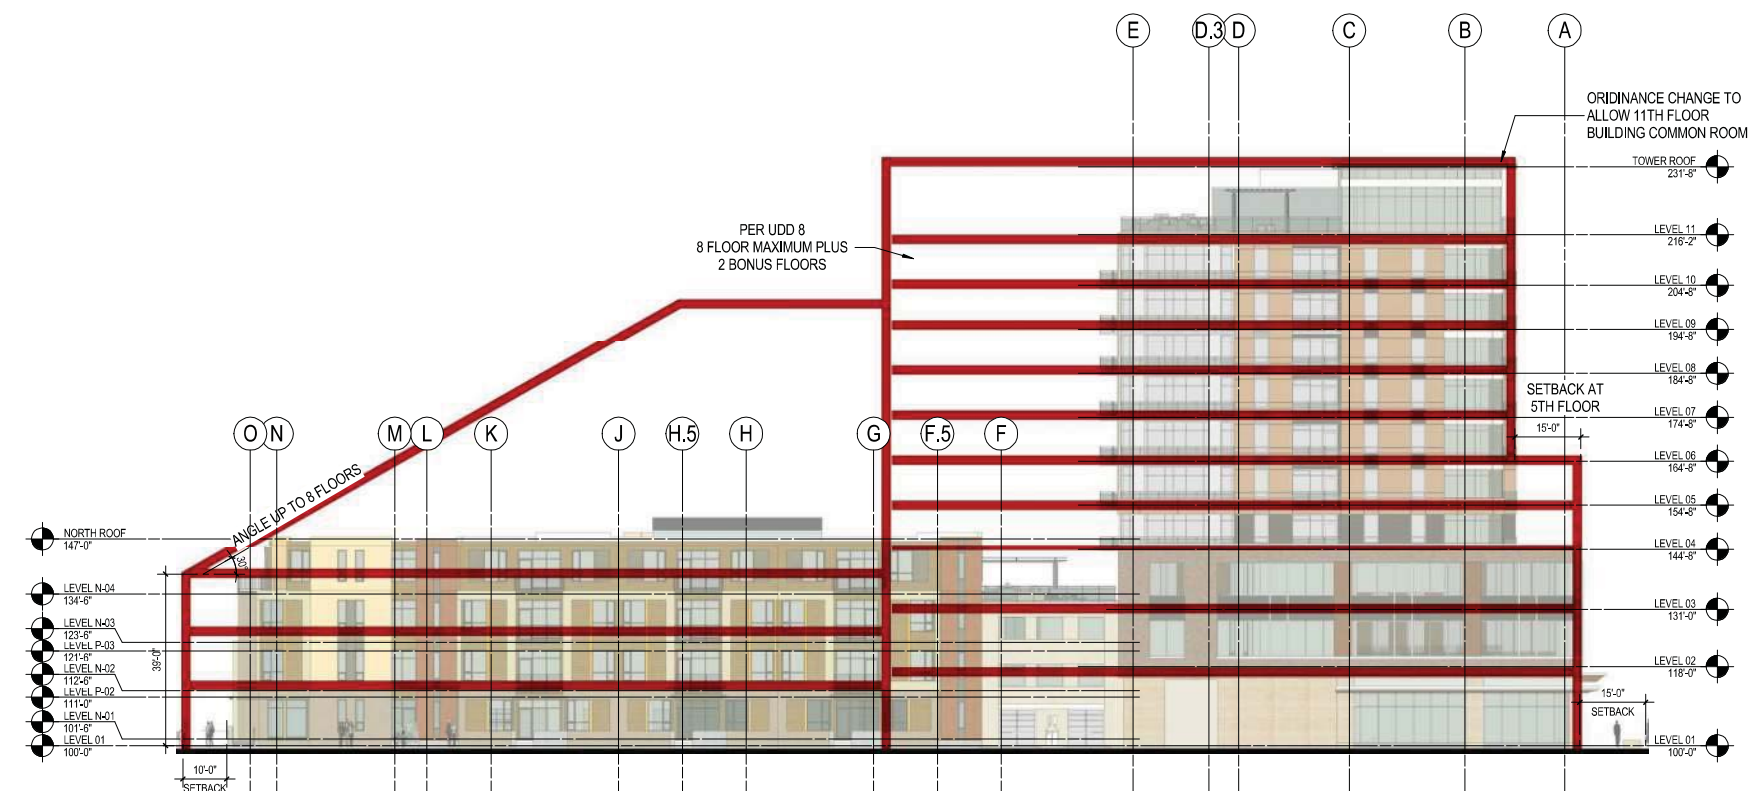 E
D.3
D
C
B
A
ORIDINANCE CHANGE TO
ALLOW 11TH FLOOR
BUILDING COMMON ROOM
TOWER ROOF
231'-8"
PER UDD 8
8 FLOOR MAXIMUM PLUS
2 BONUS FLOORS
LEVEL 11
216'-2"
LEVEL 10
204'-8"
LEVEL 09
194'-8"
LEVEL 08
184'-8"
SETBACK AT
5TH FLOOR
15'-0"
LEVEL 07
174'-8"
O
N
M
L
K
J
H.5
H
G
F.5
F
LEVEL 06
164'-8"
ANGLE UP TO 8 FLOORS
30°
LEVEL 05
154'-8"
NORTH ROOF
147'-0"
LEVEL 04
144'-8"
LEVEL N-04
134'-6"
LEVEL N-03
123'-6"
LEVEL P-03
121'-6"
LEVEL N-02
112'-6"
LEVEL P-02
111'-0"
LEVEL N-01
101'-6"
LEVEL 01
100'-0"
39'-0"
LEVEL 03
131'-0"
LEVEL 02
118'-0"
15'-0"
SETBACK
LEVEL 01
100'-0"
10'-0"
SETBACK